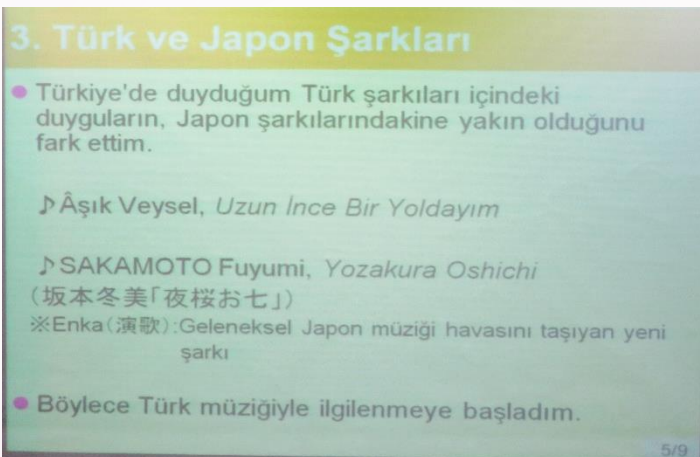 3. Türk ve Japon Şarkları
● Türkiye'de duyduğum Türk şarkıları içindeki
duyguların, Japon şarkılarındakine yakın olduğunu
fark ettim.
♪Âşık Veysel, Uzun İnce Bir Yoldayım
♪SAKAMOTO Fuyumi, Yozakura Oshichi
（坂本冬美「夜桜お七」）
※Enka（演歌）:Geleneksel Japon müziği havasını taşıyan yeni
şarkı
● Böylece Türk müziğiyle ilgilenmeye başladım.
5/9